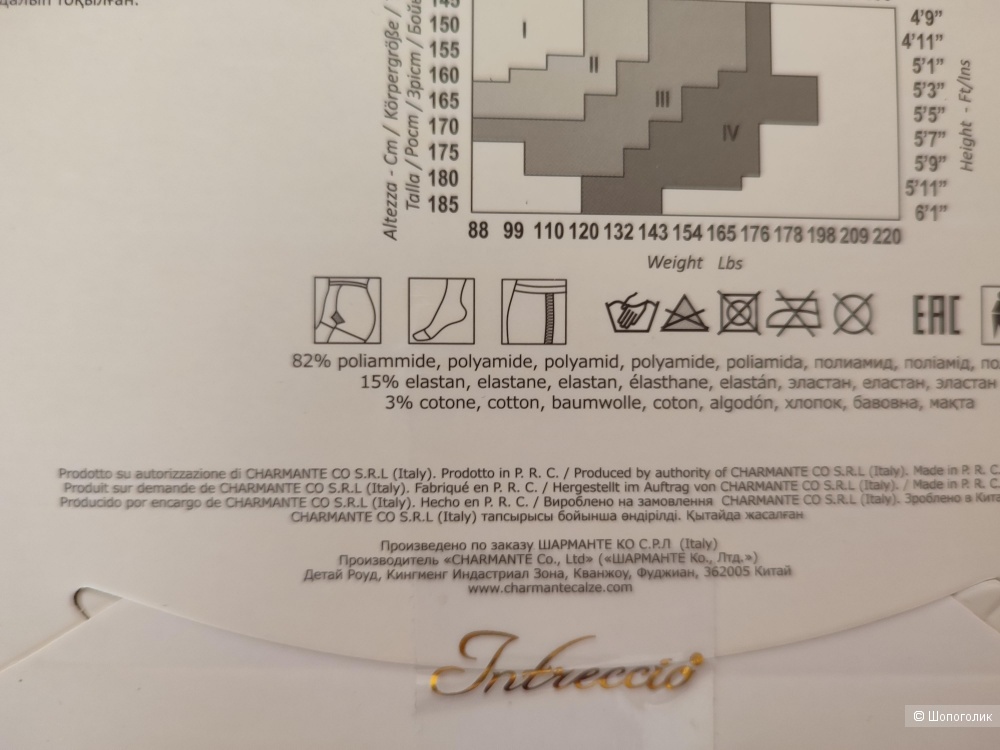 далып тоқылған.
Altezza - Cm / Körpergröße /
Talla / Рост / Зріст / Бойы
145
150
155
160
165
170
175
180
185
I
II
III
IV
4’9”
4’11”
5’1”
5’3”
5’5”
5’7”
5’9”
5’11”
6’1”
Height - Ft/Ins
88 99 110 120 132 143 154 165 176 178 198 209 220
Weight Lbs
EAC
82% poliammide, polyamide, polyamid, polyamide, poliamida, полиамид, поліамід, по
15% elastan, elastane, elastan, élasthane, elastán, эластан, еластан, эластан
3% cotone, cotton, baumwolle, coton, algodón, хлопок, бавовна, мақта
Prodotto su autorizzazione di CHARMANTE CO S.R.L (Italy). Prodotto in P. R. C. / Produced by authority of CHARMANTE CO S.R.L (Italy). Made in P. R. C.
Produit sur demande de CHARMANTE CO S.R.L (Italy). Fabriqué en P. R. C. / Hergestellt im Auftrag von CHARMANTE CO S.R.L (Italy). / Made in P. R. C.
Producido por encargo de CHARMANTE CO S.R.L (Italy). Hecho en P. R. C. / Вироблено на замовлення CHARMANTE CO S.R.L (Italy). Зроблено в Кита
CHARMANTE CO S.R.L (Italy) тапсырысы бойынша өндірілді. Қытайда жасалған
Произведено по заказу ШАРМАНТЕ КО С.Р.Л (Italy)
Производитель «CHARMANTE Co., Ltd» («ШАРМАНТЕ Ко., Лтд.»)
Детай Роуд, Кингменг Индастриал Зона, Кванжоу, Фуджиан, 362005 Китай
www.charmantecalze.com
Intreccio
© Шопоголик